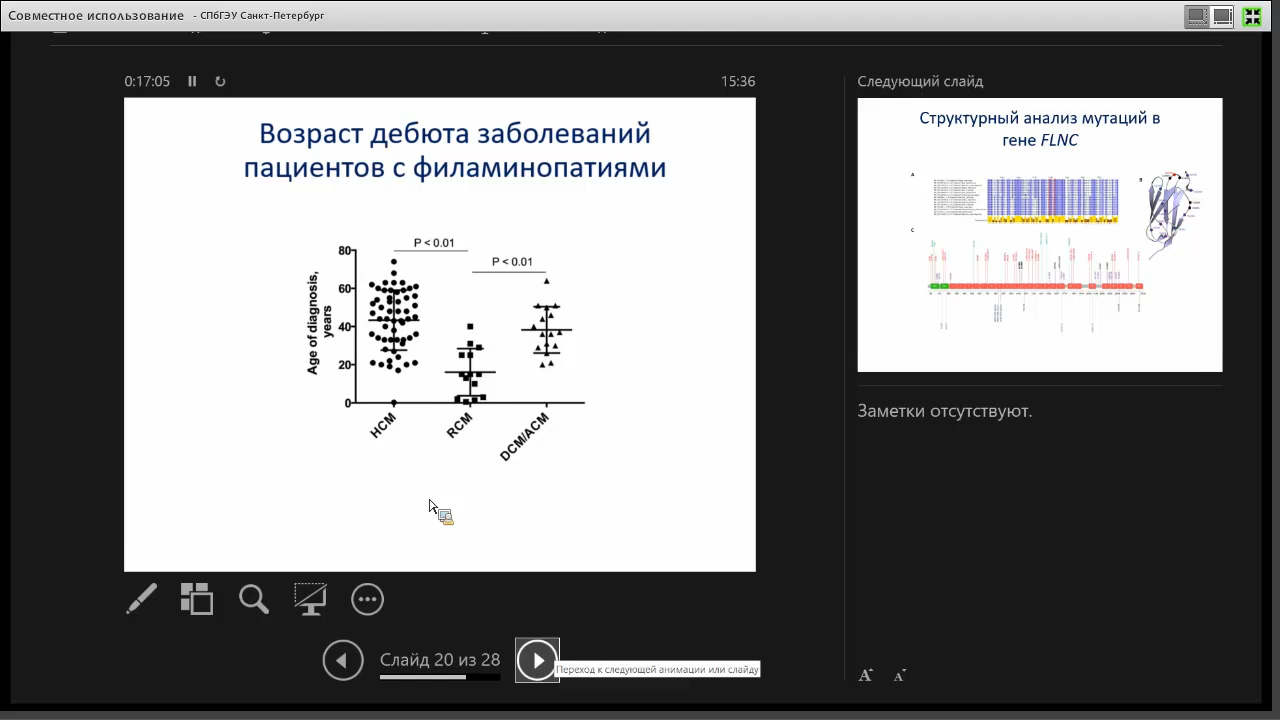 Совместное использование - СПбГЭУ Санкт-Петербург
0:17:05
15:36
Следующий слайд
Возраст дебюта заболеваний
пациентов с филаминопатиями
P < 0.01
P < 0.01
80
60
40
20
0
Age of diagnosis,
years
HCM
RCM
DCM/ACM
Структурный анализ мутаций в
гене FLNC
A
B
C
Заметки отсутствуют.
Слайд 20 из 28
Переход к следующей анимации или слайду
A
A